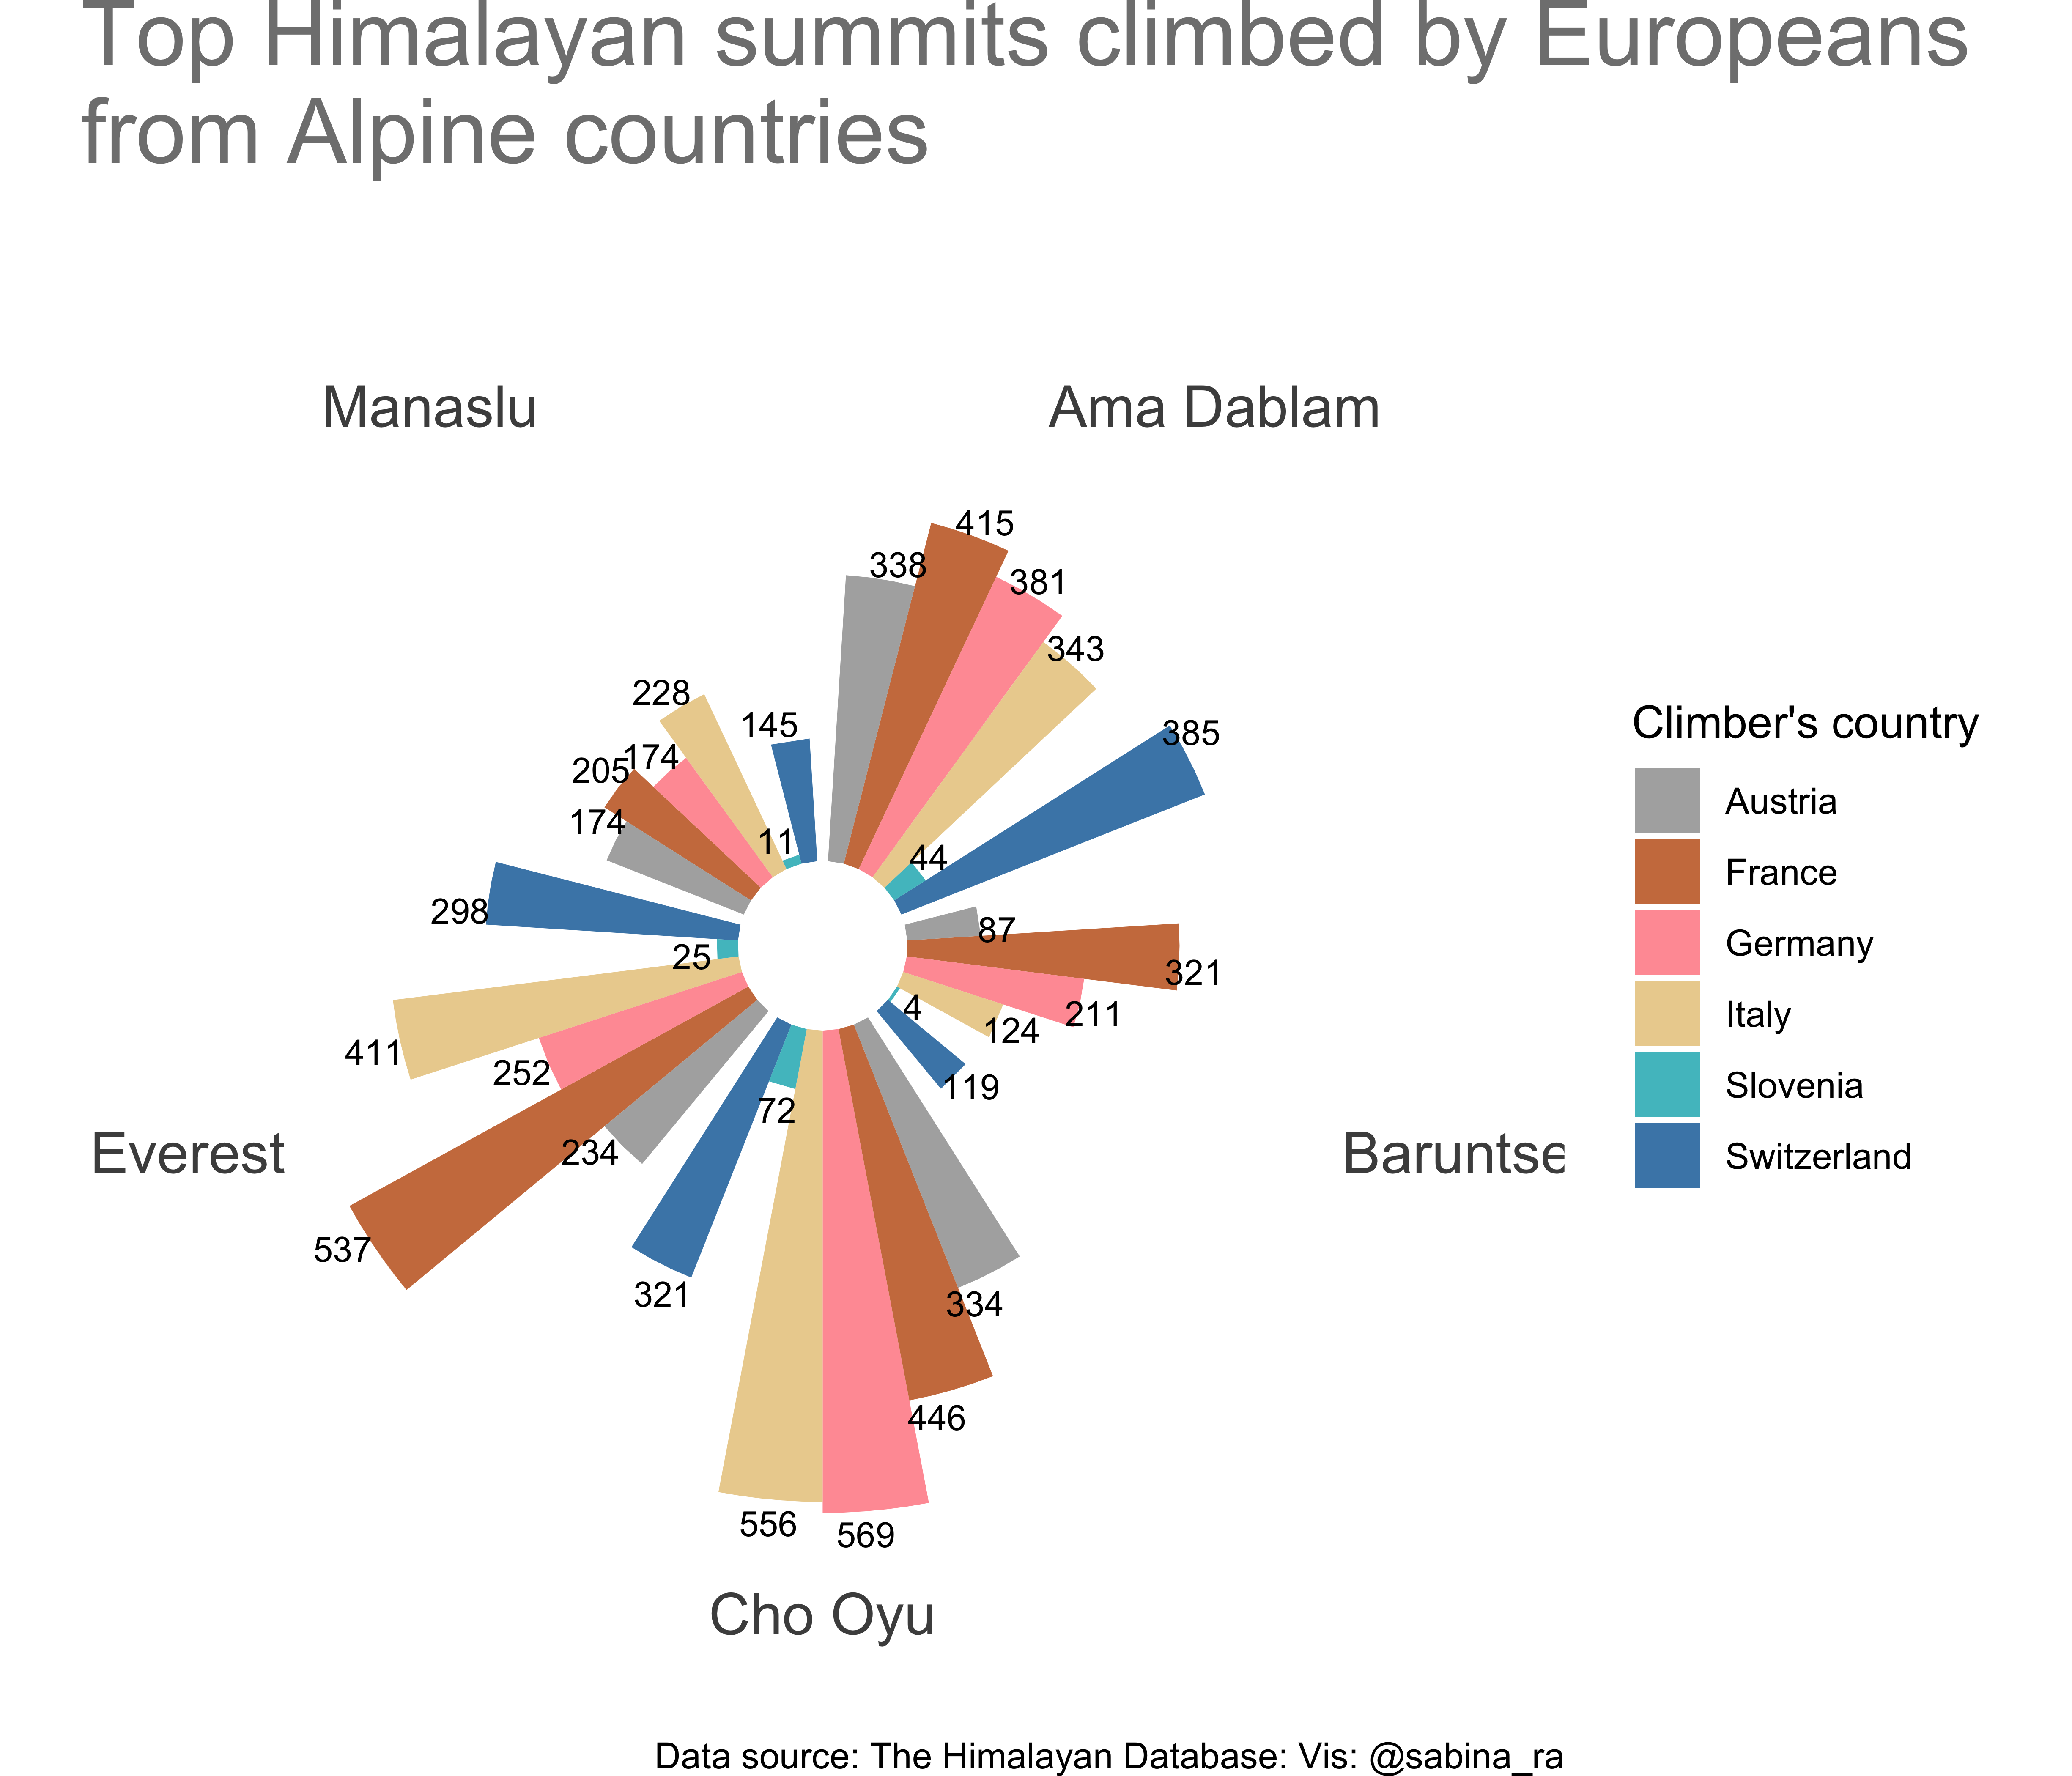 Top Himalayan summits climbed by Europeans
from Alpine countries
Manaslu
Ama Dablam
415
338
381
343
228
145
385
205
174
174
11
44
298
25
87
321
4
211
124
411
252
119
72
Everest
234
Baruntse
537
321
334
446
556
569
Cho Oyu
Climber's country
Austria
France
Germany
Italy
Slovenia
Switzerland
Data source: The Himalayan Database: Vis: @sabina_ra